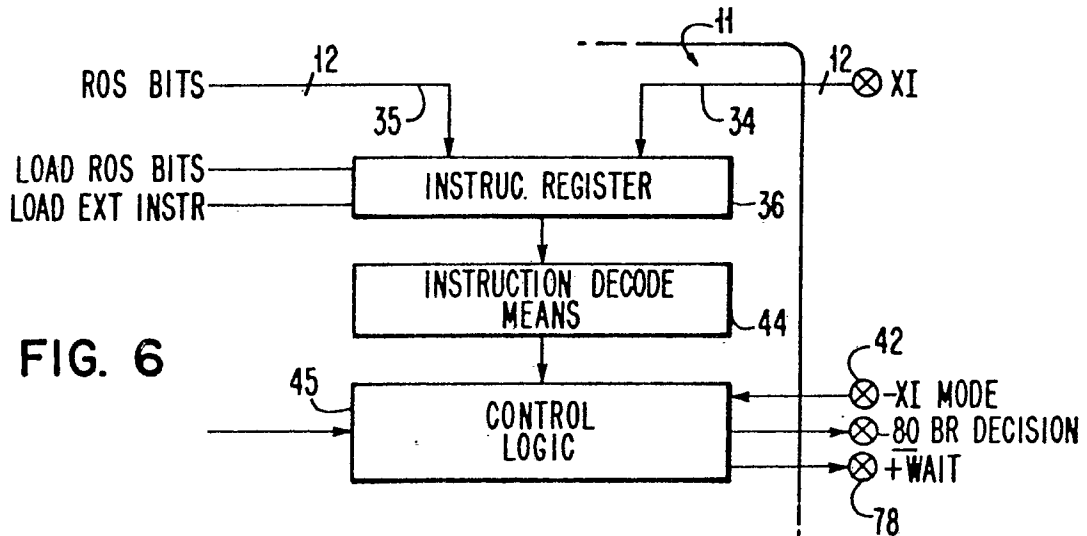 11
12
12
ROS BITS
XI
35
34
LOAD ROS BITS
LOAD EXT INSTR
INSTRUC. REGISTER
36
INSTRUCTION DECODE
MEANS
44
FIG. 6
42
45
CONTROL
LOGIC
-XI MODE
80 BR DECISION
+WAIT
78